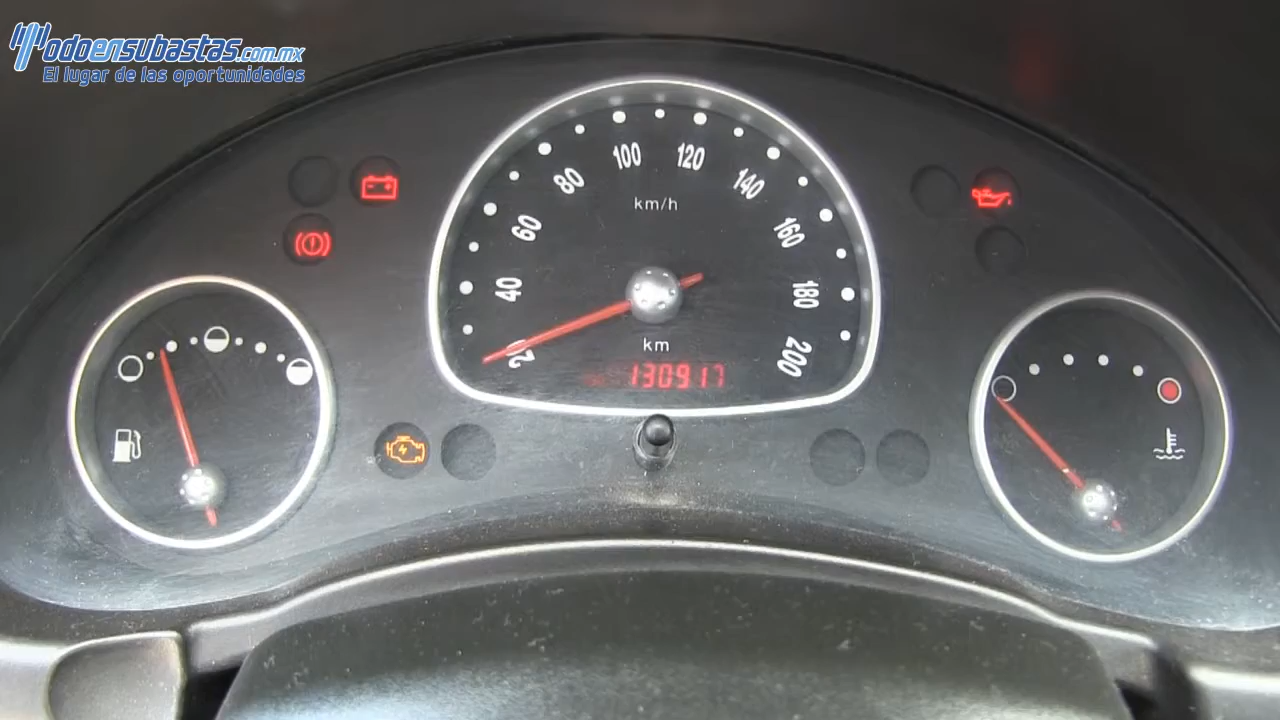 Todoensubastas.com.mx
El lugar de las oportunidades
100 120
80 140
km/h
60 160
40 180
km
20 200
130917